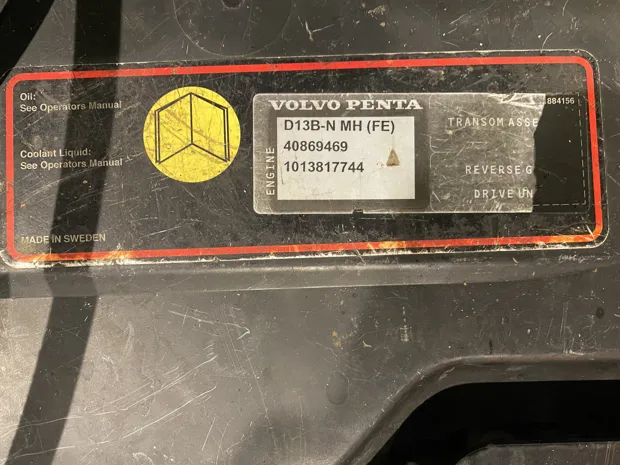 Oil:
See Operators Manual
Coolant Liquid:
See Operators Manual
MADE IN SWEDEN
VOLVO PENTA
ENGINE
D13B-N MH (FE)
40869469
1013817744
884156
TRANSOM ASSE
REVERSE G
DRIVE UN